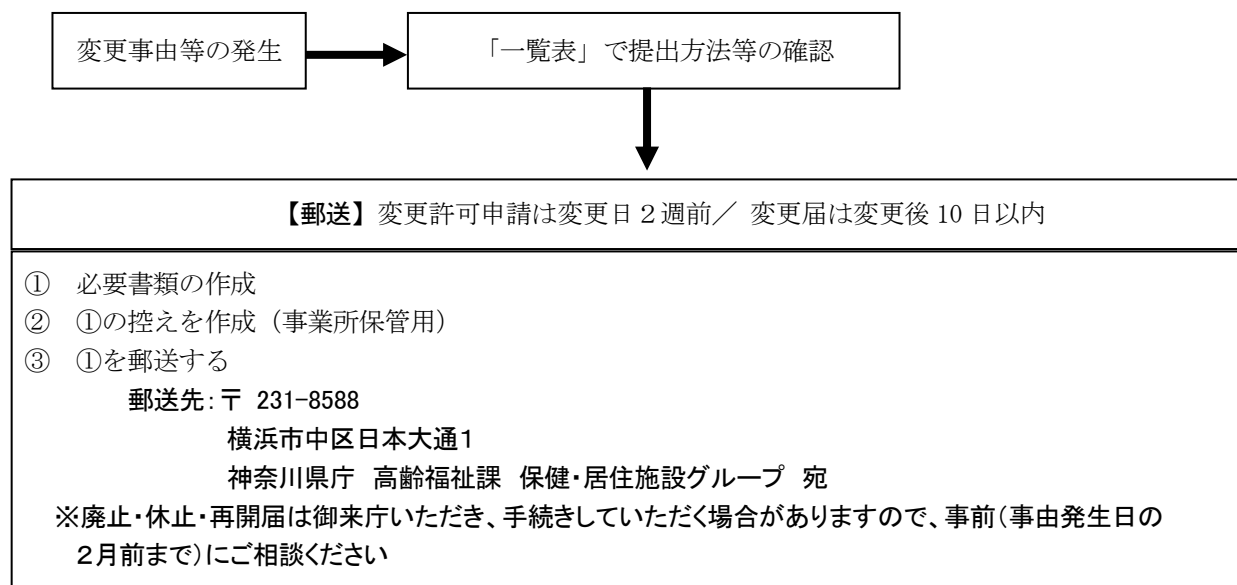 変更事由等の発生
「一覧表」で提出方法等の確認
【郵送】変更許可申請は変更日２週前／ 変更届は変更後 10 日以内
① 必要書類の作成
② ①の控えを作成（事業所保管用）
③ ①を郵送する
郵送先：〒 231-8588
横浜市中区日本大通１
神奈川県庁 高齢福祉課 保健・居住施設グループ 宛
※廃止・休止・再開届は御来庁いただき、手続きしていただく場合がありますので、事前（事由発生日の
２月前まで）にご相談ください